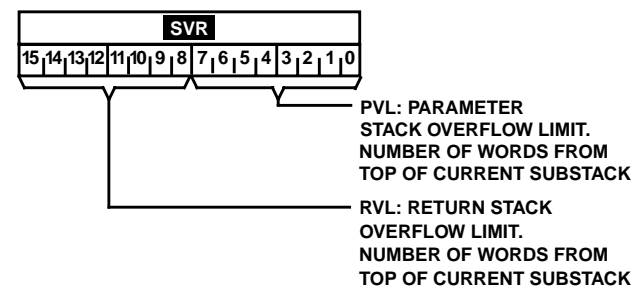 SVR
15 14 13 12 11 10 9 8 7 6 5 4 3 2 1 0
PVL: PARAMETER
STACK OVERFLOW LIMIT.
NUMBER OF WORDS FROM
TOP OF CURRENT SUBSTACK
RVL: RETURN STACK
OVERFLOW LIMIT.
NUMBER OF WORDS FROM
TOP OF CURRENT SUBSTACK